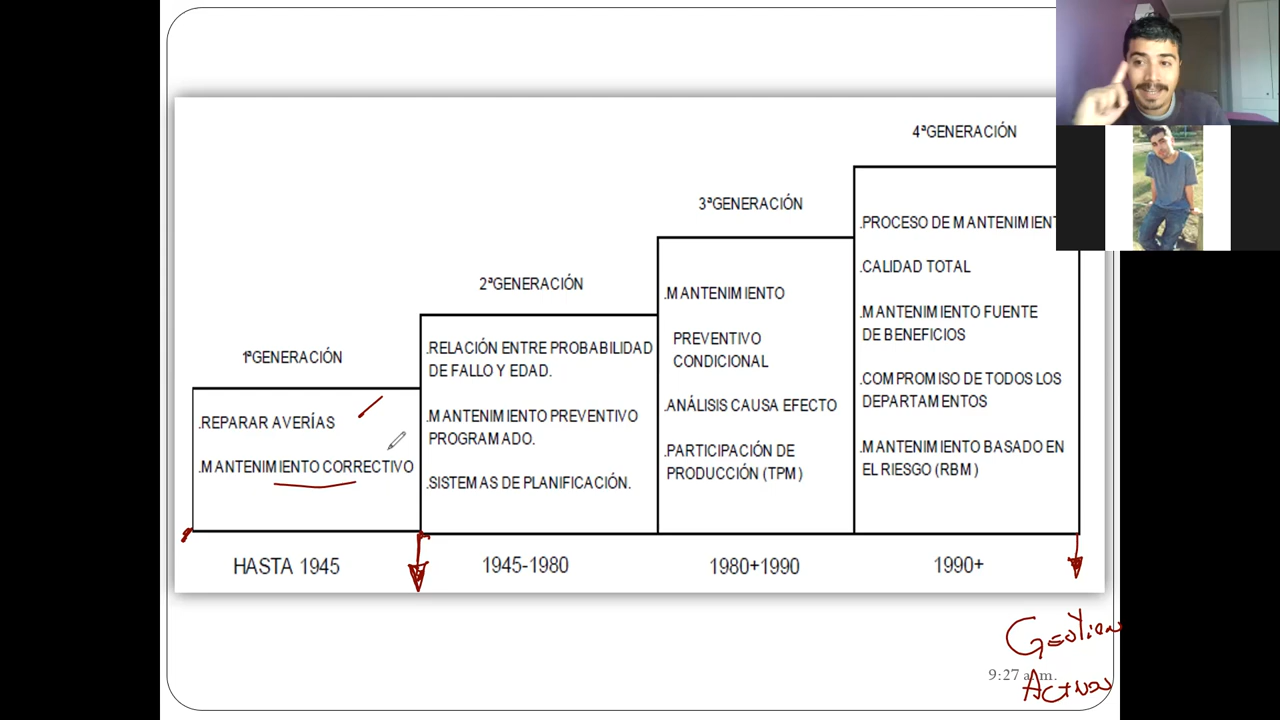 4ªGENERACIÓN
.PROCESO DE MANTENIMIENT
.CALIDAD TOTAL
.MANTENIMIENTO FUENTE
DE BENEFICIOS
.COMPROMISO DE TODOS LOS
DEPARTAMENTOS
.MANTENIMIENTO BASADO EN
EL RIESGO (RBM)
3ªGENERACIÓN
.MANTENIMIENTO
PREVENTIVO
CONDICIONAL
.ANÁLISIS CAUSA EFECTO
.PARTICIPACIÓN DE
PRODUCCIÓN (TPM)
2ªGENERACIÓN
.RELACIÓN ENTRE PROBABILIDAD
DE FALLO Y EDAD.
.MANTENIMIENTO PREVENTIVO
PROGRAMADO.
.SISTEMAS DE PLANIFICACIÓN.
1ªGENERACIÓN
.REPARAR AVERÍAS
.MANTENIMIENTO CORRECTIVO
HASTA 1945
1945-1980
1980+1990
1990+
Gestion
9:27 a. m.
Activos